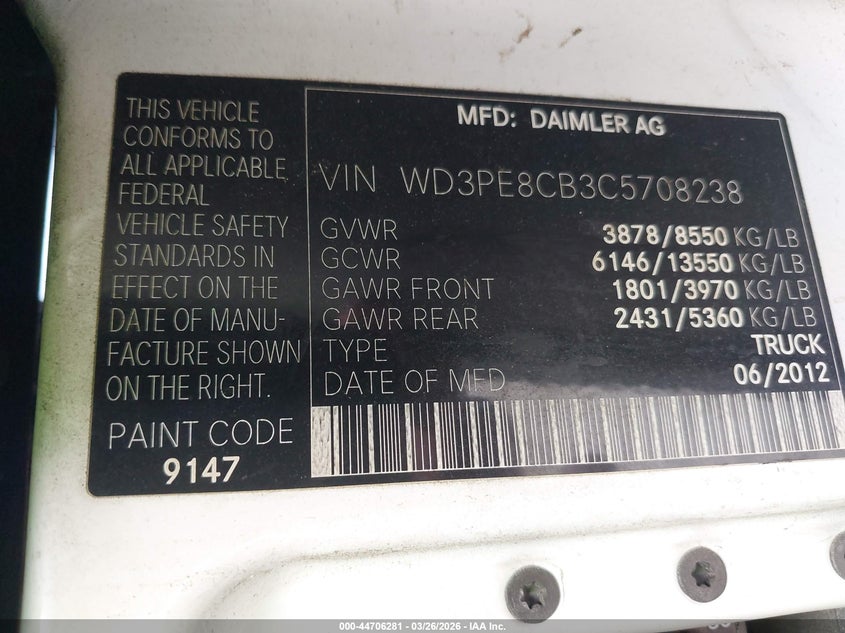 THIS VEHICLE
CONFORMS TO
ALL APPLICABLE
FEDERAL
VEHICLE SAFETY
STANDARDS IN
EFFECT ON THE
DATE OF MANU-
FACTURE SHOWN
ON THE RIGHT.
PAINT CODE
9147
MFD: DAIMLER AG
VIN WD3PE8CB3C5708238
GVWR 3878/8550 KG/LB
GCWR 6146/13550 KG/LB
GAWR FRONT 1801/3970 KG/LB
GAWR REAR 2431/5360 KG/LB
TYPE TRUCK
DATE OF MFD 06/2012
000-44706281 - 03/26/2026 - IAA Inc.